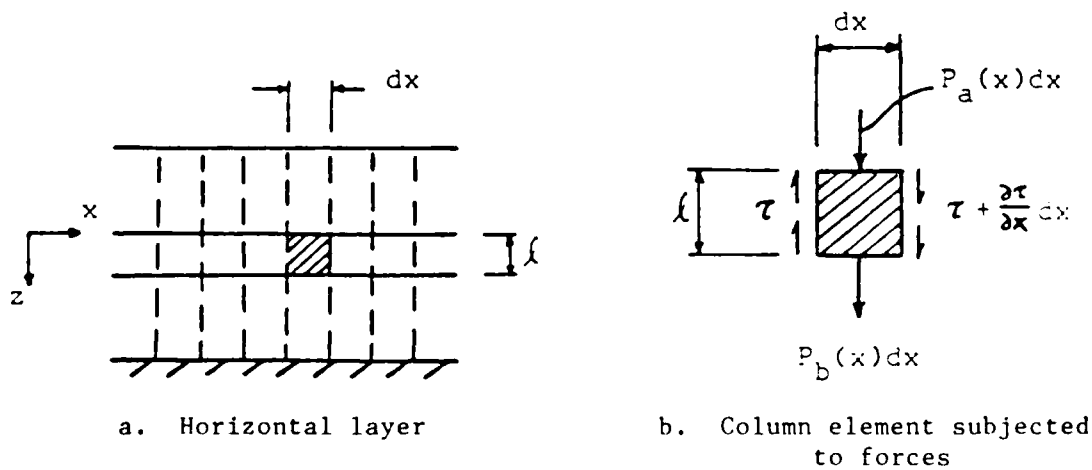 dx
x
z
ℓ
a. Horizontal layer
dx
P_a(x)dx
ℓ
τ
τ + ∂τ/∂x dx
P_b(x)dx
b. Column element subjected
to forces